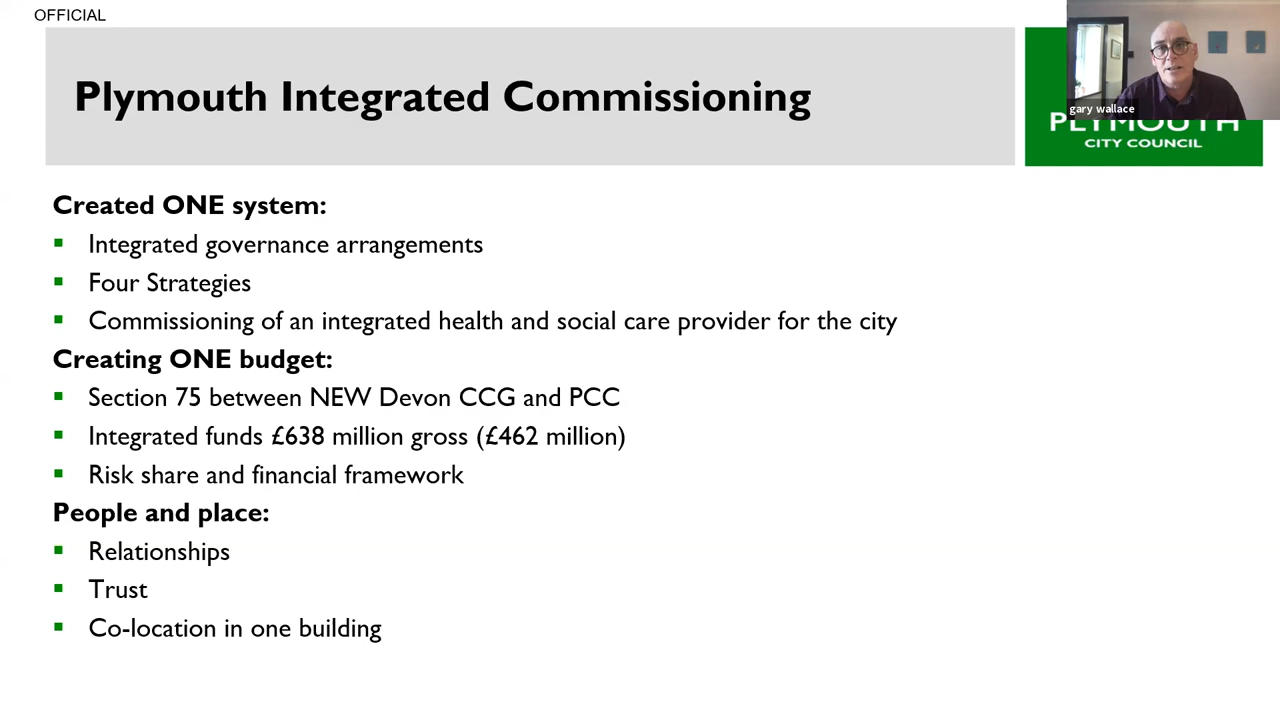 OFFICIAL
Plymouth Integrated Commissioning
gary wallace
PLYMOUTH
CITY COUNCIL
Created ONE system:
Integrated governance arrangements
Four Strategies
Commissioning of an integrated health and social care provider for the city
Creating ONE budget:
Section 75 between NEW Devon CCG and PCC
Integrated funds £638 million gross (£462 million)
Risk share and financial framework
People and place:
Relationships
Trust
Co-location in one building